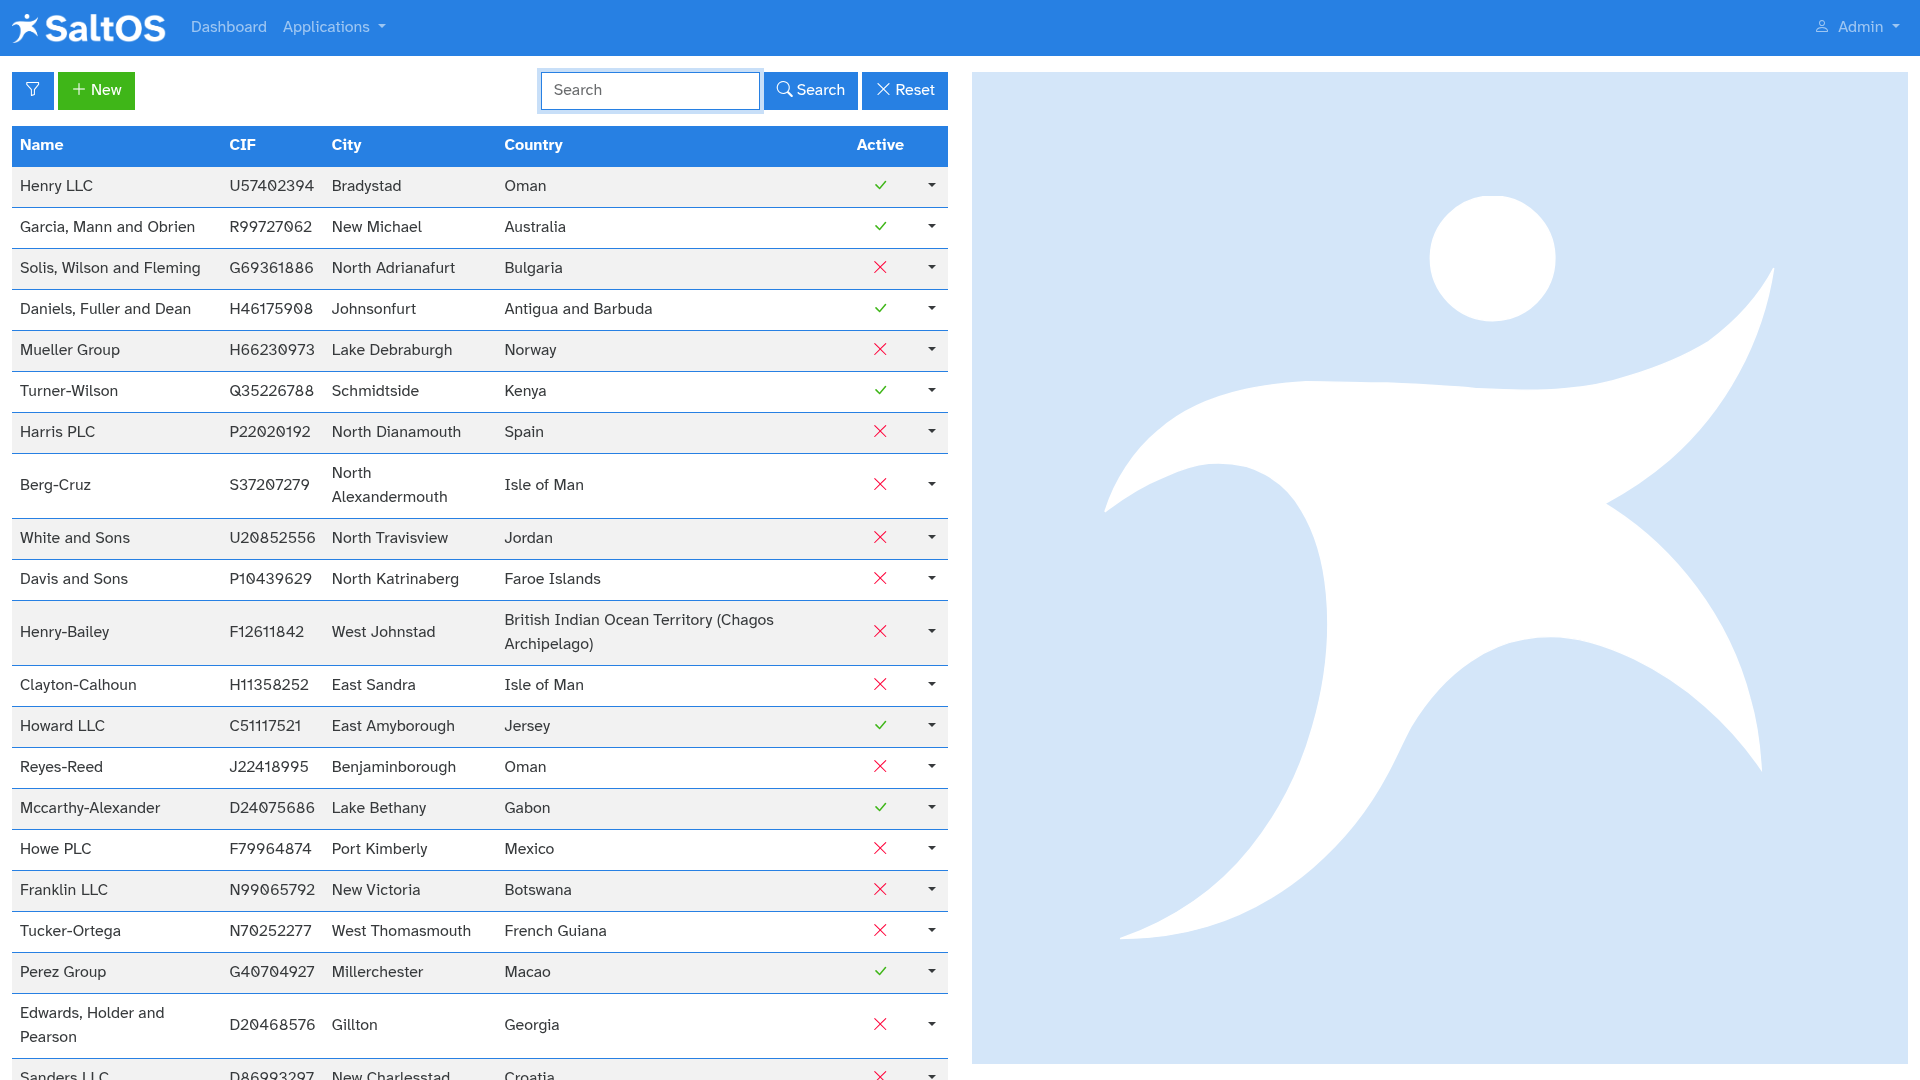 SaltOS Dashboard Applications Admin
New Search Search Reset
Name CIF City Country Active
Henry LLC U57402394 Bradystad Oman
Garcia, Mann and Obrien R99727062 New Michael Australia
Solis, Wilson and Fleming G69361886 North Adrianafurt Bulgaria
Daniels, Fuller and Dean H46175908 Johnsonfurt Antigua and Barbuda
Mueller Group H66230973 Lake Debraburgh Norway
Turner-Wilson Q35226788 Schmidtside Kenya
Harris PLC P22020192 North Dianamouth Spain
Berg-Cruz S37207279 North
Alexandermouth Isle of Man
White and Sons U20852556 North Travisview Jordan
Davis and Sons P10439629 North Katrinaberg Faroe Islands
Henry-Bailey F12611842 West Johnstad British Indian Ocean Territory (Chagos
Archipelago)
Clayton-Calhoun H11358252 East Sandra Isle of Man
Howard LLC C51117521 East Amyborough Jersey
Reyes-Reed J22418995 Benjaminborough Oman
Mccarthy-Alexander D24075686 Lake Bethany Gabon
Howe PLC F79964874 Port Kimberly Mexico
Franklin LLC N99065792 New Victoria Botswana
Tucker-Ortega N70252277 West Thomasmouth French Guiana
Perez Group G40704927 Millerchester Macao
Edwards, Holder and
Pearson D20468576 Gillton Georgia
Sanders LLC D86993297 New Charlesstad Croatia